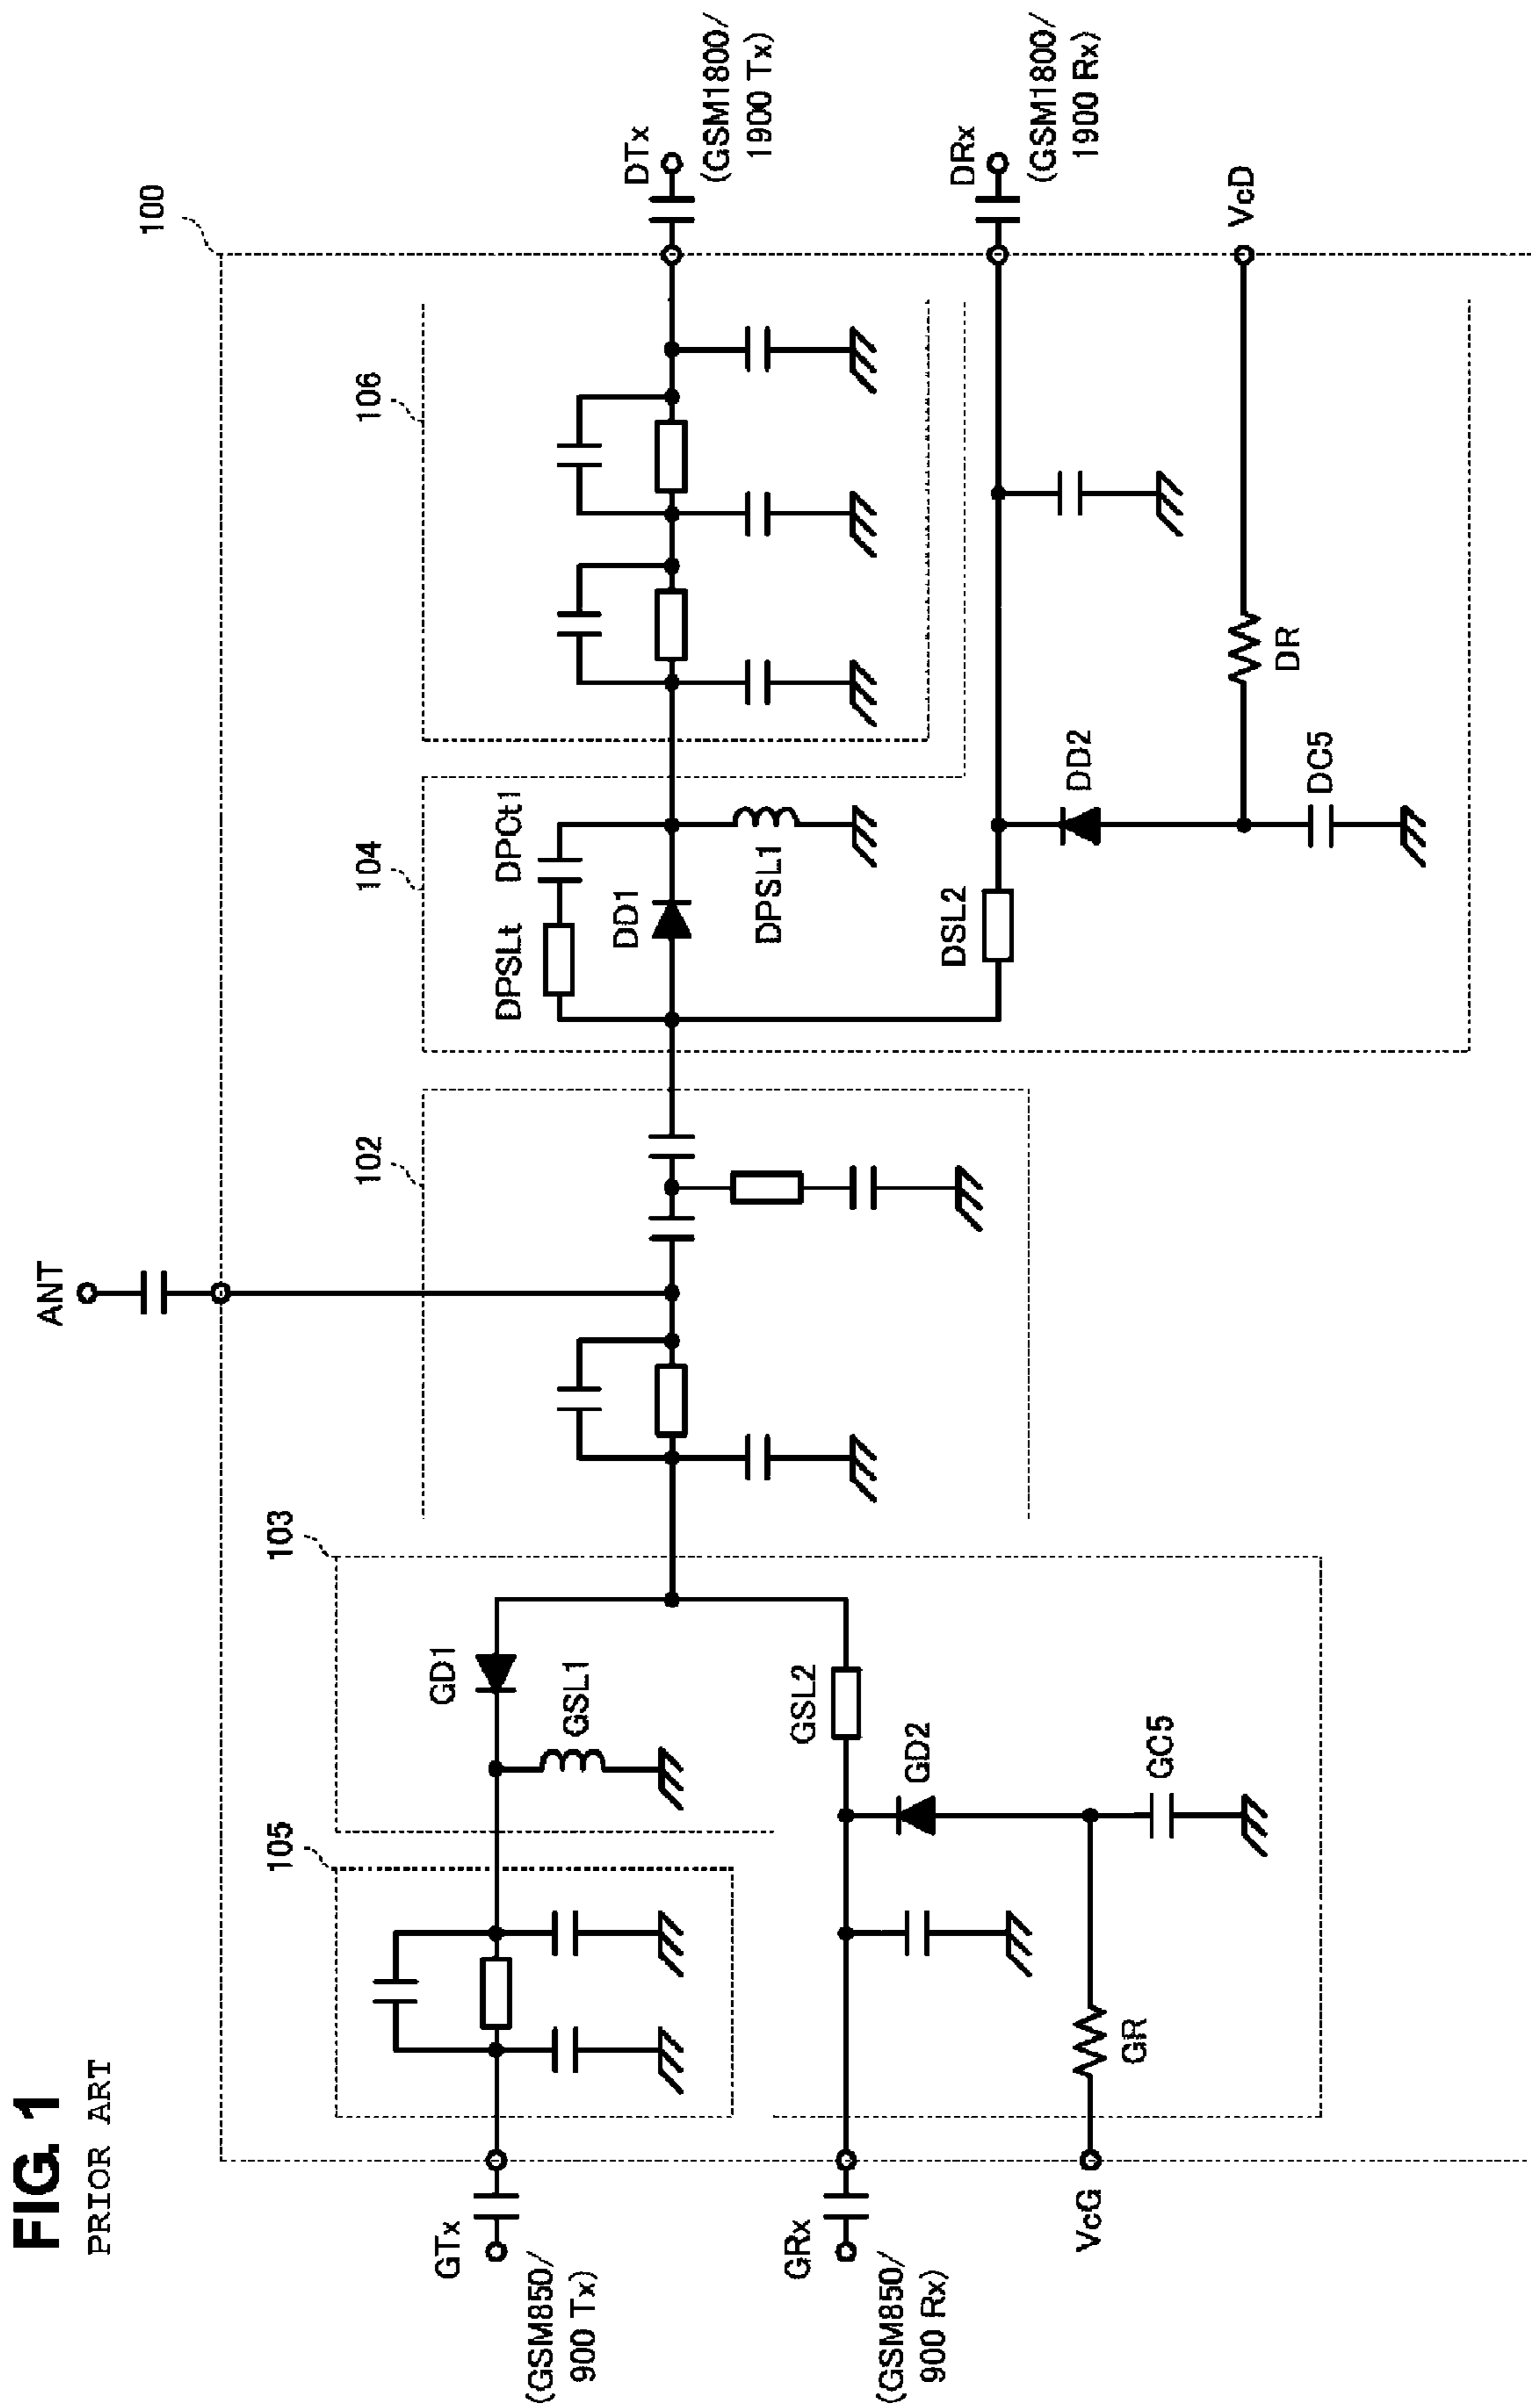 FIG. 1
PRIOR ART
100
ANT
102
103
104
105
106
GTx
(GSM850/
900 Tx)
GRx
(GSM850/
900 Rx)
VcG
GR
GD1
GSL1
GSL2
GD2
GC5
DPSLt
DPCt1
DD1
DPSL1
DSL2
DD2
DC5
DR
DTx
(GSM1800/
1900 Tx)
DRx
(GSM1800/
1900 Rx)
VcD